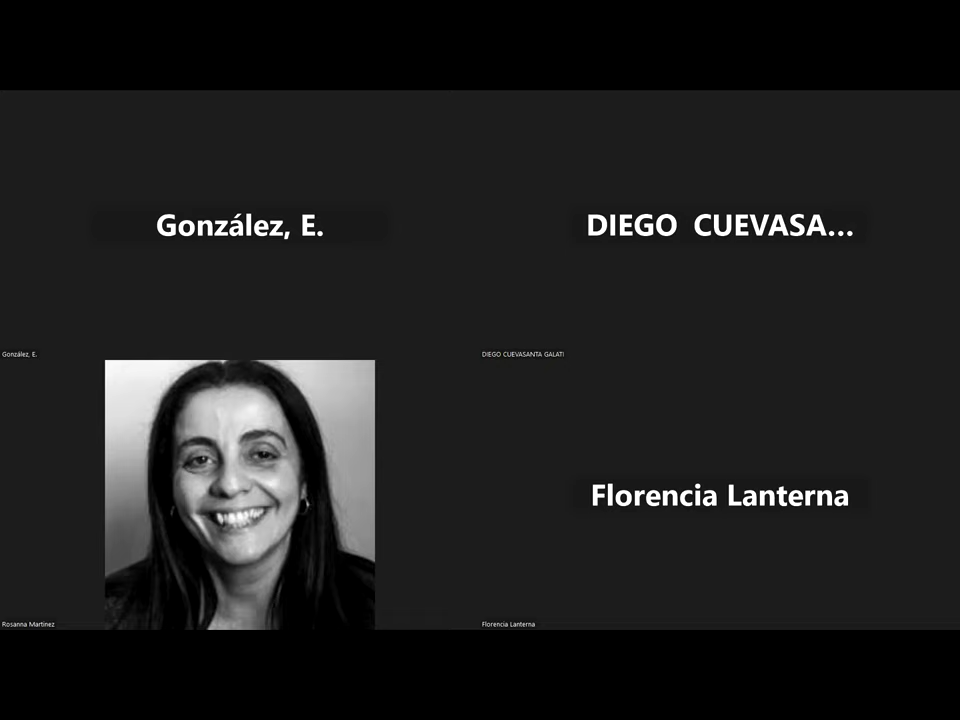 González, E.
DIEGO CUEVASA...
González, E.
DIEGO CUEVASANTA GALATI
Florencia Lanterna
Rosanna Martínez
Florencia Lanterna